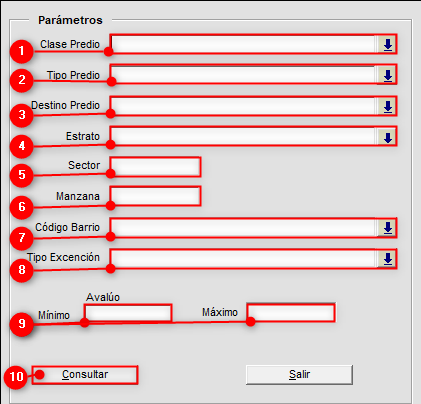 Parámetros
1 Clase Predio
2 Tipo Predio
3 Destino Predio
4 Estrato
5 Sector
6 Manzana
7 Código Barrio
8 Tipo Excención
Avalúo
9 Mínimo Máximo
10 Consultar Salir